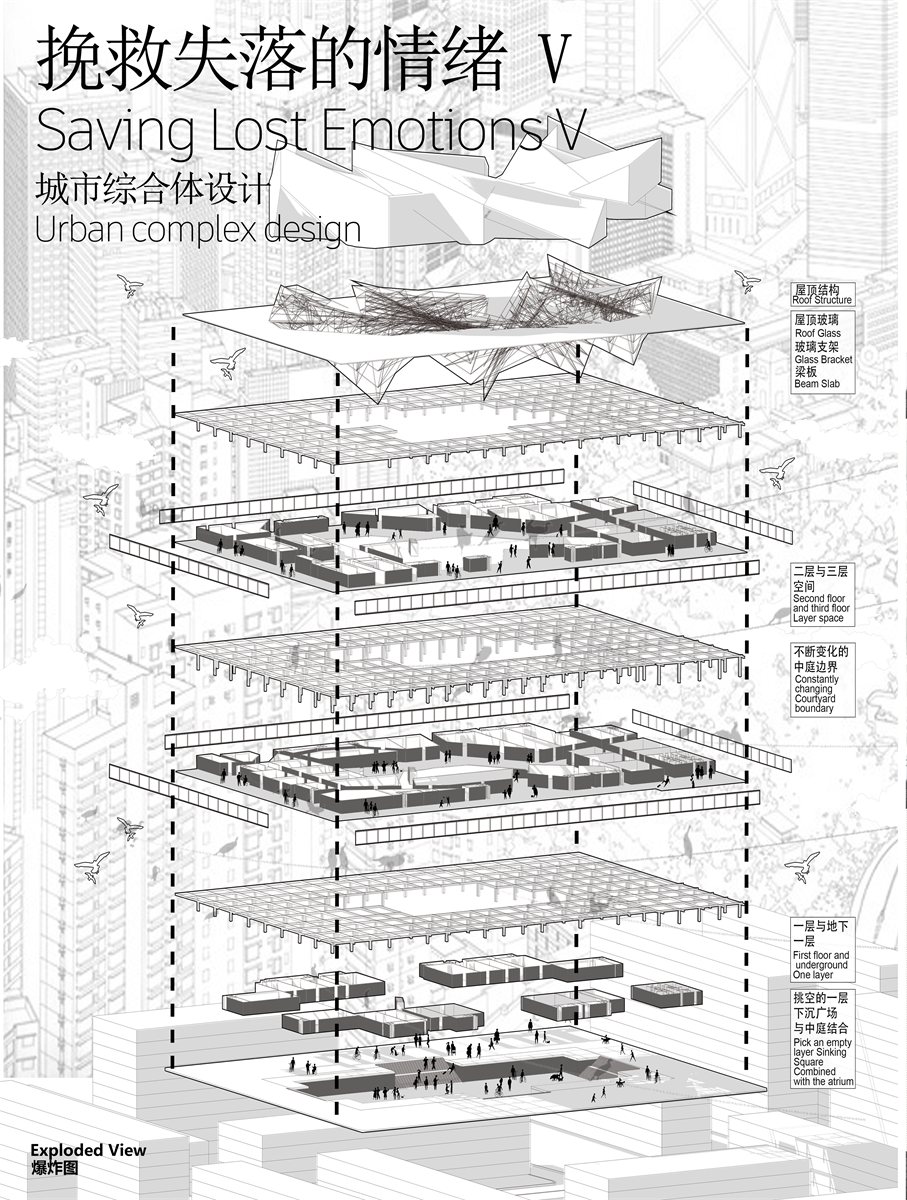 挽救失落的情绪 V
Saving Lost Emotions V
城市综合体设计
Urban complex design
屋顶结构
Roof Structure
屋顶玻璃
Roof Glass
玻璃支架
Glass Bracket
梁板
Beam Slab
二层与三层
空间
Second floor
and third floor
Layer space
不断变化的
中庭边界
Constantly
changing
Courtyard
boundary
一层与地下
一层
First floor and
underground
One layer
挑空的一层
下沉广场
与中庭结合
Pick an empty
layer Sinking
Square
Combined
with the atrium
Exploded View
爆炸图